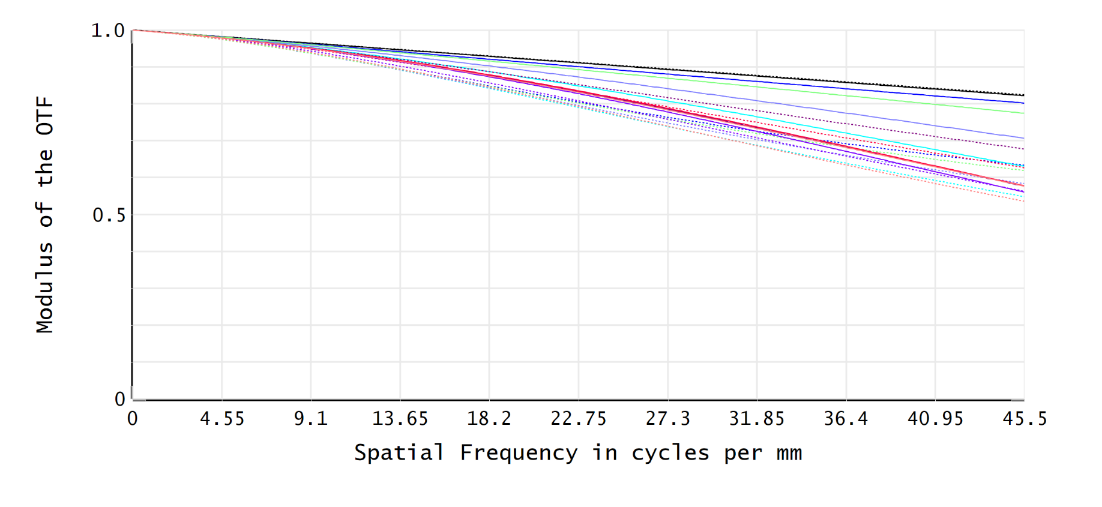 Modulus of the OTF
1.0
0.5
0
0 4.55 9.1 13.65 18.2 22.75 27.3 31.85 36.4 40.95 45.5
Spatial Frequency in cycles per mm